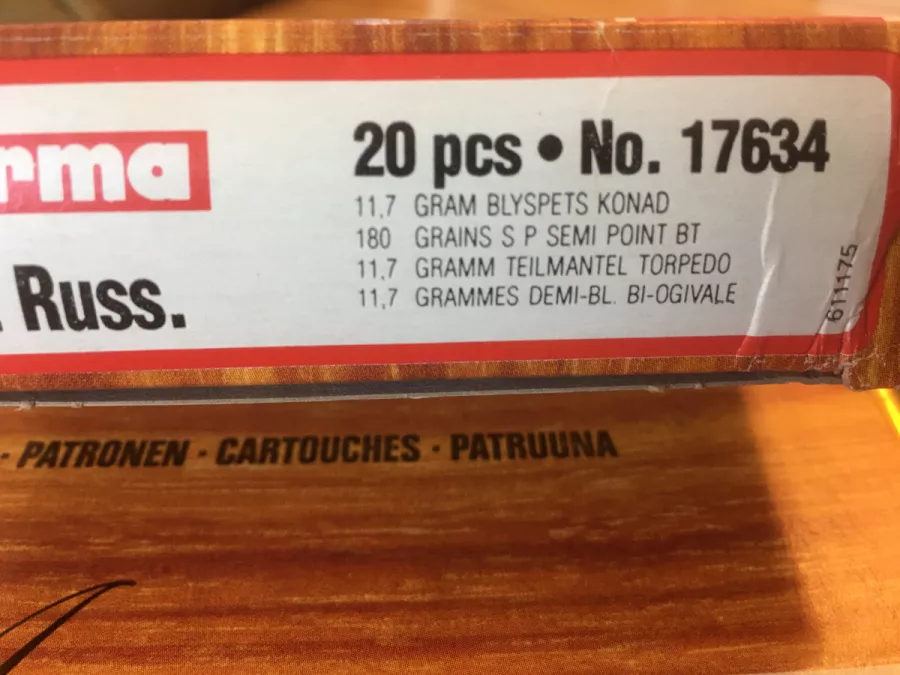 rma
20 pcs • No. 17634
11,7 GRAM BLYSPETS KONAD
180 GRAINS S P SEMI POINT BT
. Russ.
11,7 GRAMM TEILMANTEL TORPEDO
11,7 GRAMMES DEMI-BL. BI-OGIVALE
611175
· PATRONEN · CARTOUCHES · PATRUUNA